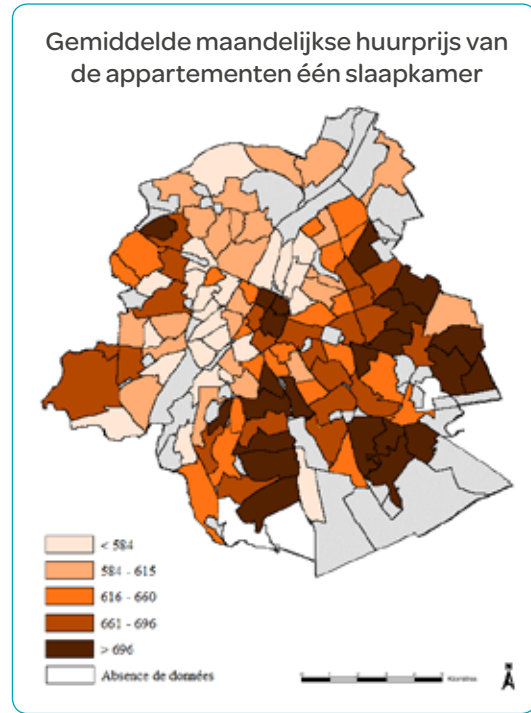 Gemiddelde maandelijkse huurprijs van
de appartementen één slaapkamer
< 584
584 - 615
616 - 660
661 - 696
> 696
Absence de données
Kilomètres
N